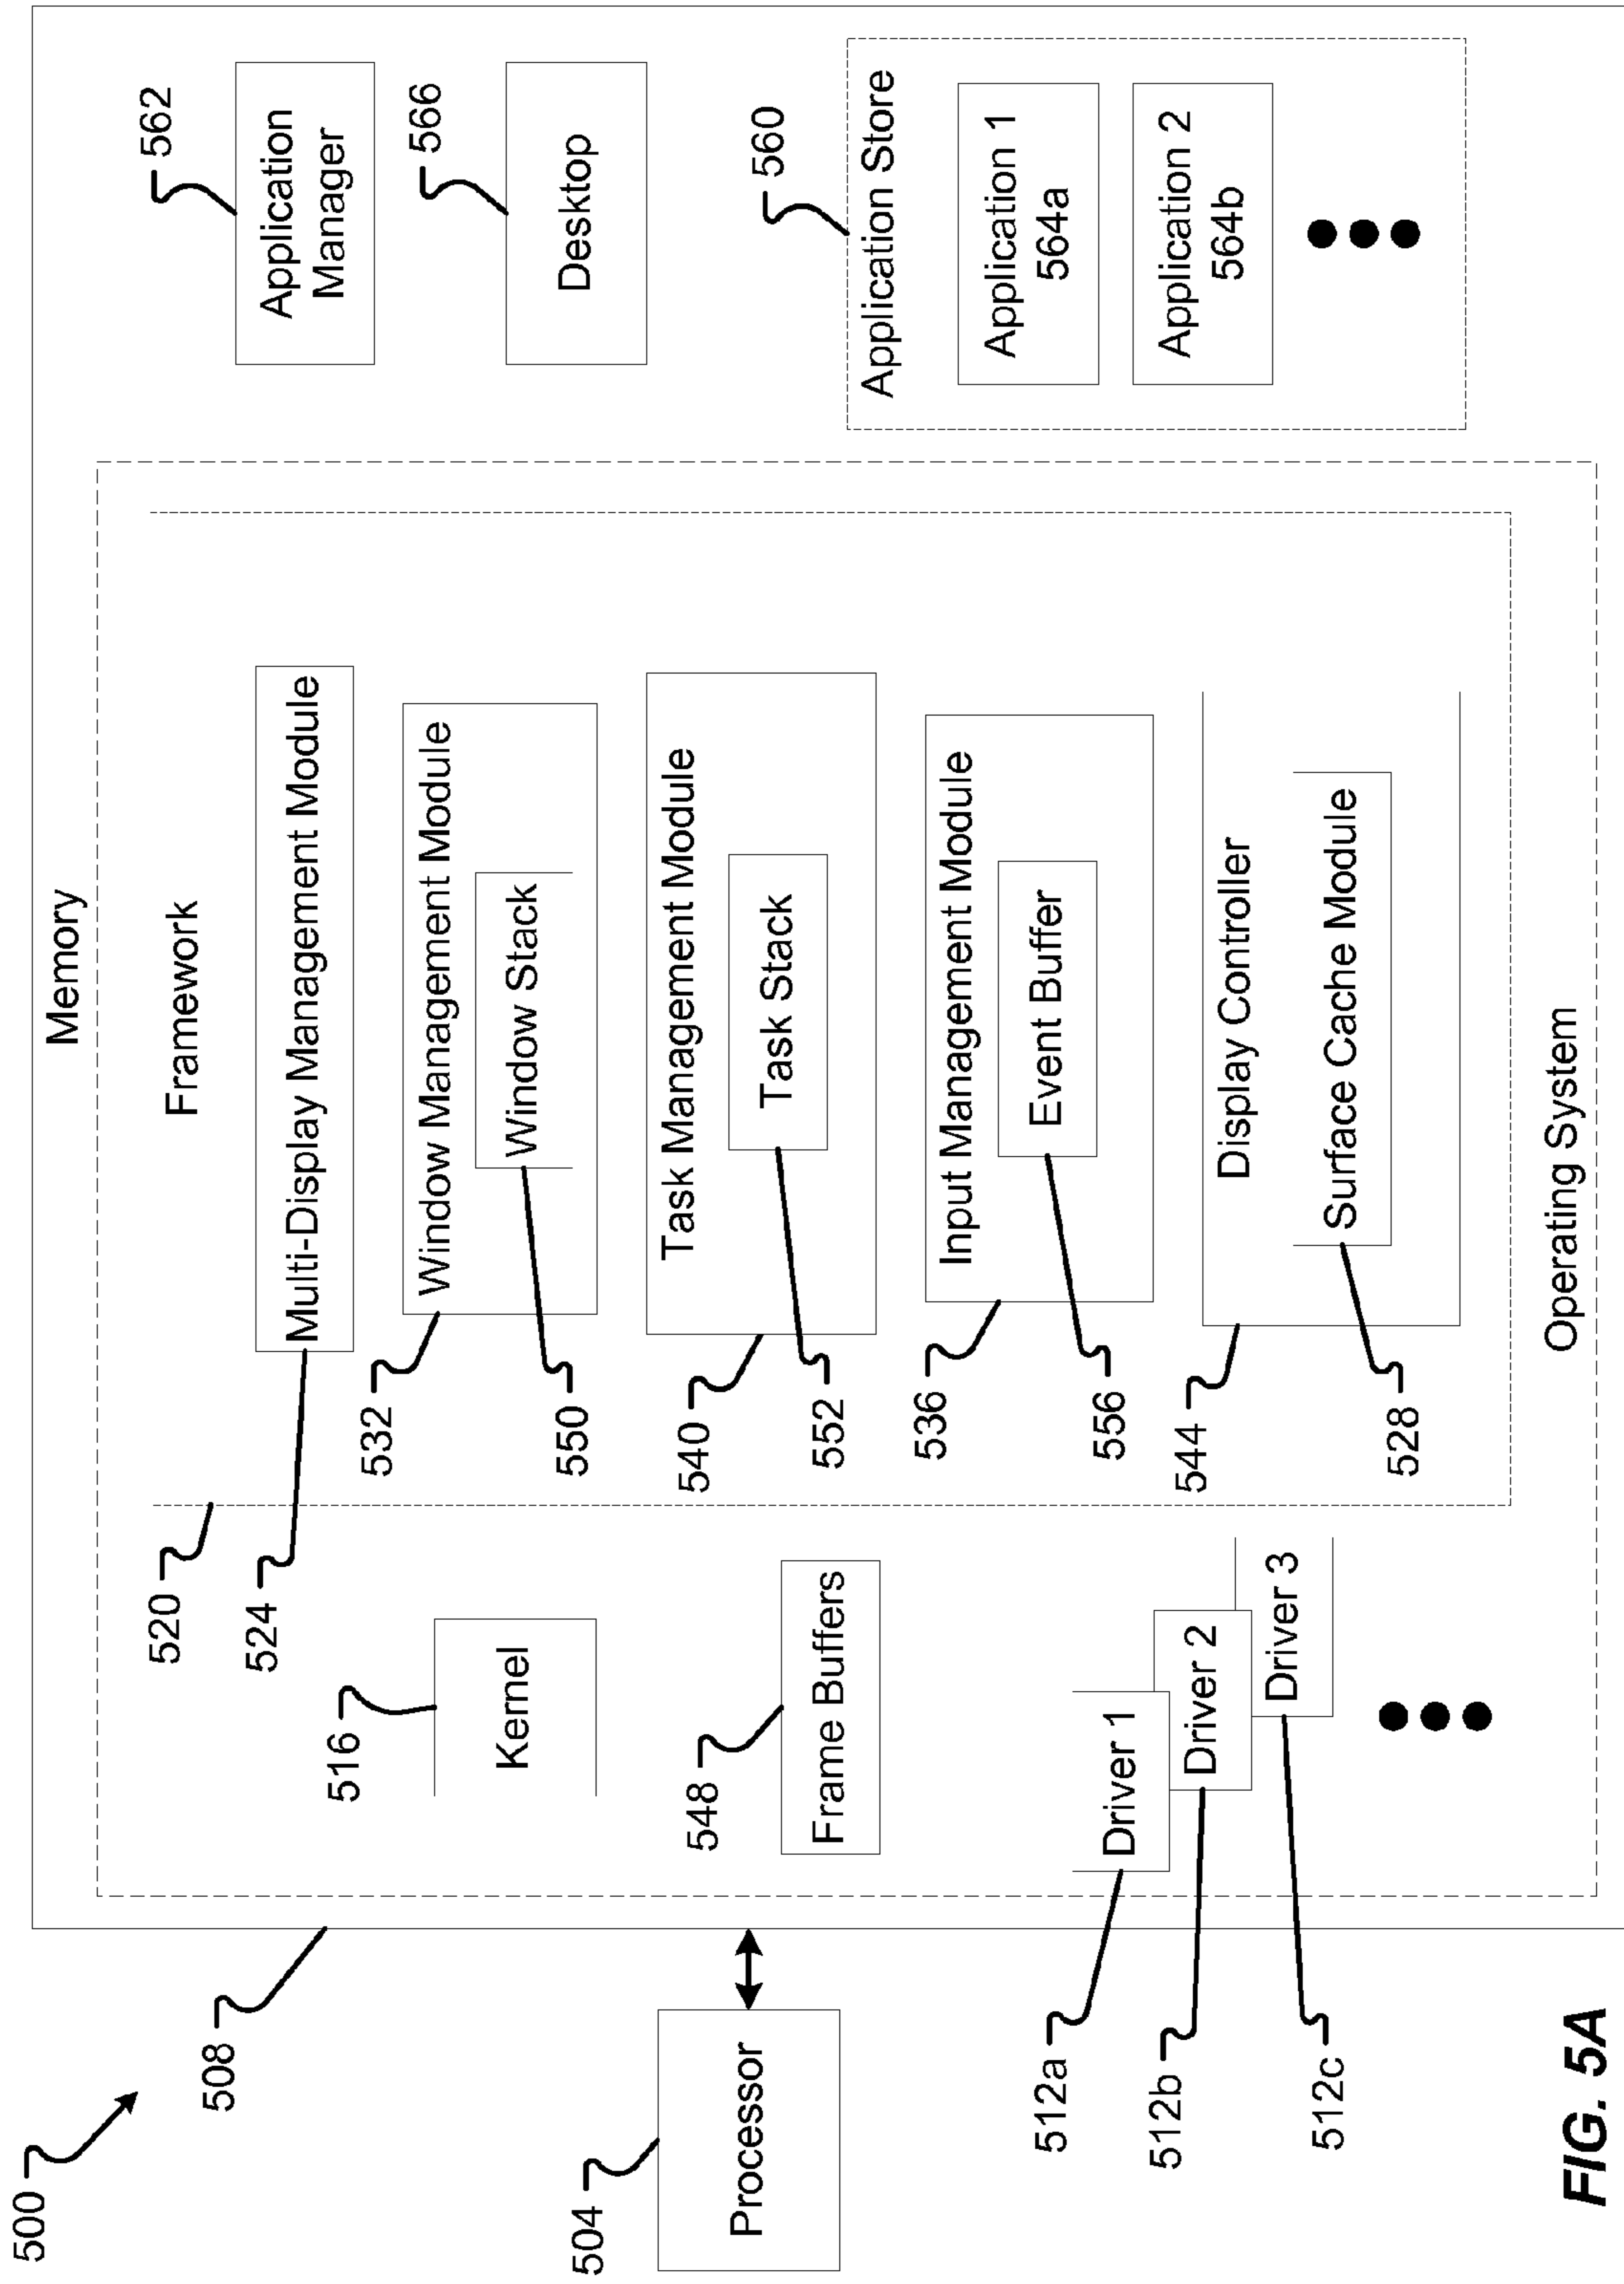 500
508
Memory
504
Processor
520
Framework
524
Multi-Display Management Module
516
Kernel
532
Window Management Module
550
Window Stack
548
Frame Buffers
540
Task Management Module
552
Task Stack
536
Input Management Module
556
Event Buffer
544
Display Controller
528
Surface Cache Module
512a
Driver 1
512b
Driver 2
512c
Driver 3
Operating System
562
Application
Manager
566
Desktop
560
Application Store
Application 1
564a
Application 2
564b
FIG. 5A